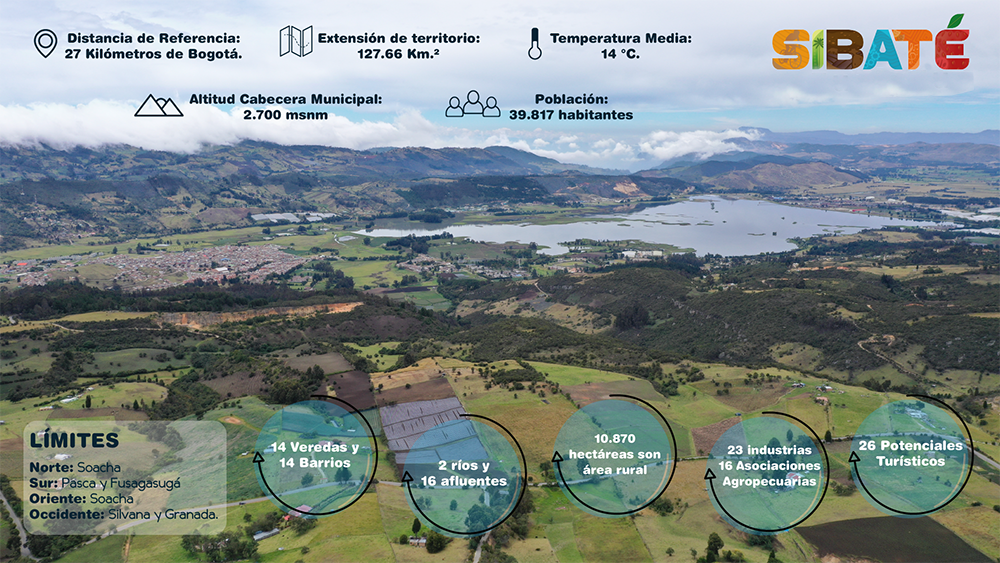 Distancia de Referencia:
27 Kilómetros de Bogotá.
Extensión de territorio:
127.66 Km.²
Temperatura Media:
14 °C.
SIBATÉ
Altitud Cabecera Municipal:
2.700 msnm
Población:
39.817 habitantes
LÍMITES
Norte: Soacha
Sur: Pasca y Fusagasugá
Oriente: Soacha
Occidente: Silvana y Granada.
14 Veredas y
14 Barrios
2 ríos y
16 afluentes
10.870
hectáreas son
área rural
23 industrias
16 Asociaciones
Agropecuárias
26 Potenciales
Turísticos